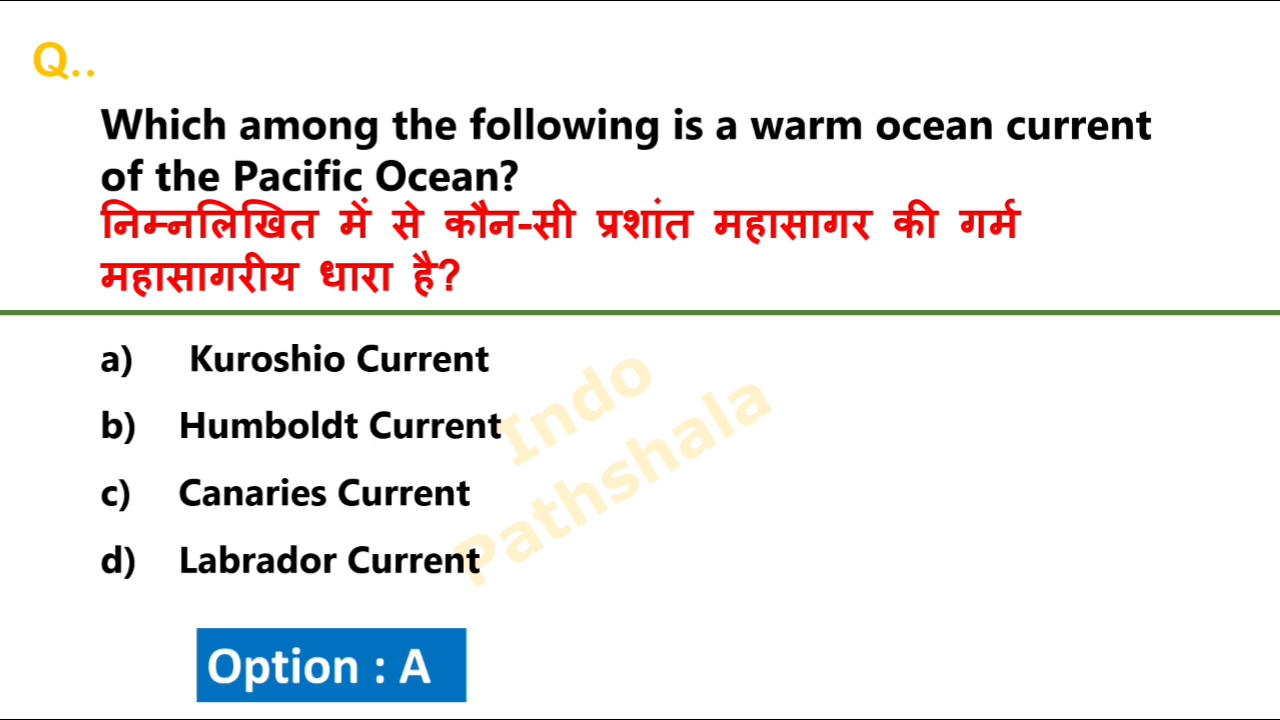 Q..
Which among the following is a warm ocean current
of the Pacific Ocean?
निम्नलिखित में से कौन-सी प्रशांत महासागर की गर्म
महासागरीय धारा है?
a) Kuroshio Current
b) Humboldt Current
c) Canaries Current
d) Labrador Current
Indo
Pathshala
Option : A